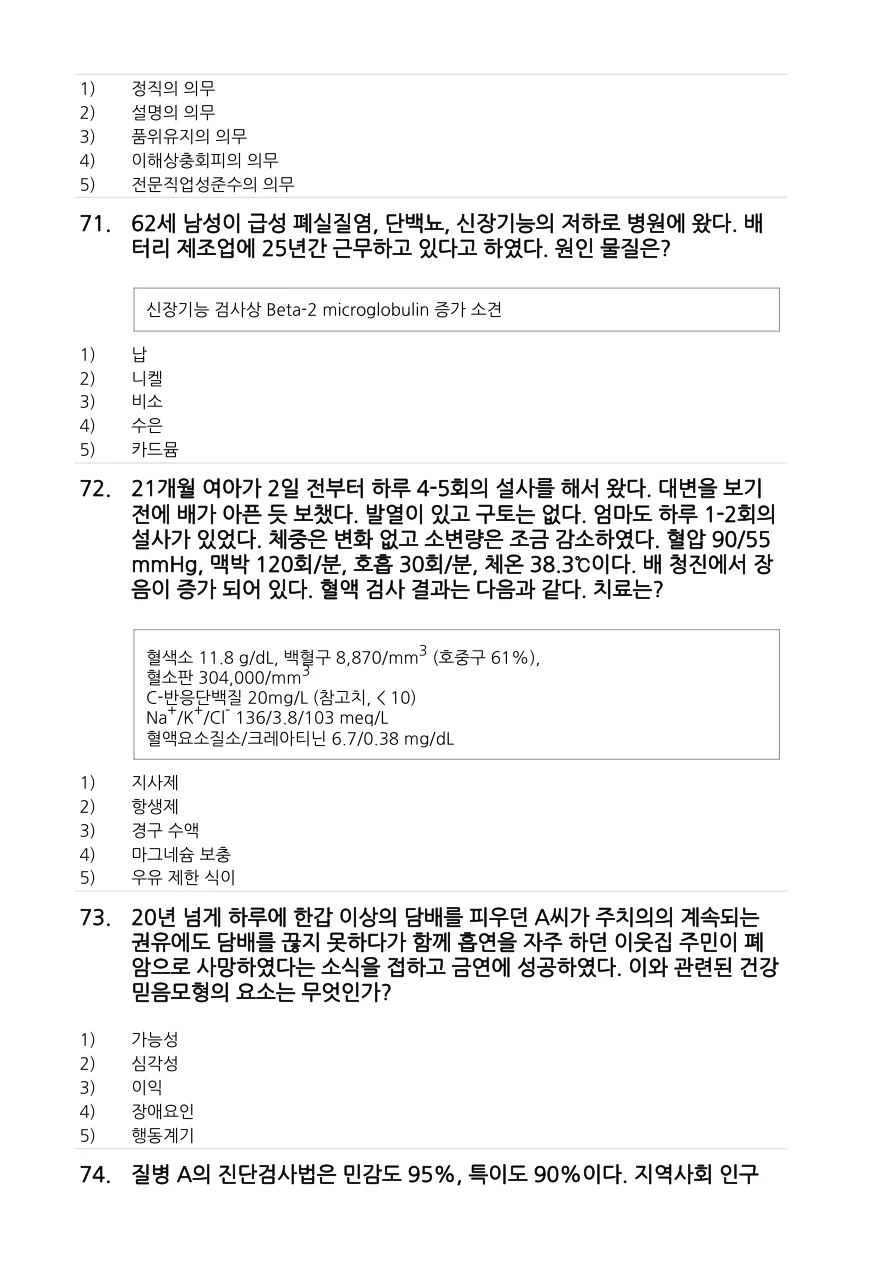 1) 정직의 의무
2) 설명의 의무
3) 품위유지의 의무
4) 이해상충회피의 의무
5) 전문직업성준수의 의무
71. 62세 남성이 급성 폐실질염, 단백뇨, 신장기능의 저하로 병원에 왔다. 배
터리 제조업에 25년간 근무하고 있다고 하였다. 원인 물질은?
신장기능 검사상 Beta-2 microglobulin 증가 소견
1) 납
2) 니켈
3) 비소
4) 수은
5) 카드뮴
72. 21개월 여아가 2일 전부터 하루 4-5회의 설사를 해서 왔다. 대변을 보기
전에 배가 아픈 듯 보챘다. 발열이 있고 구토는 없다. 엄마도 하루 1-2회의
설사가 있었다. 체중은 변화 없고 소변량은 조금 감소하였다. 혈압 90/55
mmHg, 맥박 120회/분, 호흡 30회/분, 체온 38.3℃이다. 배 청진에서 장
음이 증가 되어 있다. 혈액 검사 결과는 다음과 같다. 치료는?
혈색소 11.8 g/dL, 백혈구 8,870/mm³ (호중구 61%),
혈소판 304,000/mm³
C-반응단백질 20mg/L (참고치, < 10)
Na⁺/K⁺/Cl⁻ 136/3.8/103 meq/L
혈액요소질소/크레아티닌 6.7/0.38 mg/dL
1) 지사제
2) 항생제
3) 경구 수액
4) 마그네슘 보충
5) 우유 제한 식이
73. 20년 넘게 하루에 한갑 이상의 담배를 피우던 A씨가 주치의의 계속되는
권유에도 담배를 끊지 못하다가 함께 흡연을 자주 하던 이웃집 주민이 폐
암으로 사망하였다는 소식을 접하고 금연에 성공하였다. 이와 관련된 건강
믿음모형의 요소는 무엇인가?
1) 가능성
2) 심각성
3) 이익
4) 장애요인
5) 행동계기
74. 질병 A의 진단검사법은 민감도 95%, 특이도 90%이다. 지역사회 인구